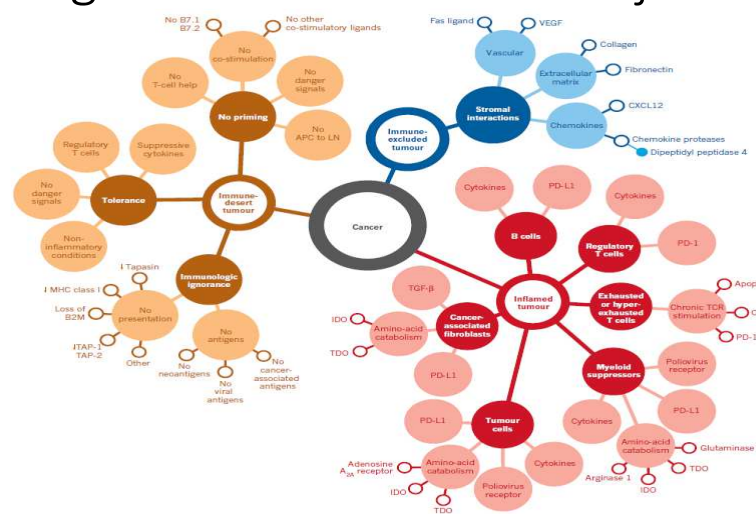 No B7.1
B7.2
No other
co-stimulatory ligands
No
co-stimulation
No
T-cell help
No
danger
signals
No priming
No
APC to LN
Regulatory
T cells
Suppressive
cytokines
No
danger
signals
Tolerance
Non-
inflammatory
conditions
Immune-
desert
tumour
Immunologic
ignorance
↓ Tapasin
↓ MHC class I
Loss of
B2M
↓TAP-1
TAP-2
Other
No
presentation
No
antigens
No
neoantigens
No
viral
antigens
No
cancer-
associated
antigens
Cancer
Immuno-
excluded
tumour
Stromal
interactions
Fas ligand
VEGF
Vascular
Collagen
Extracellular
matrix
Fibronectin
CXCL12
Chemokines
Chemokine proteases
Dipeptidyl peptidase 4
Inflamed
tumour
Cytokines
PD-L1
B cells
Cytokines
Regulatory
T cells
PD-1
Exhausted
or hyper-
exhausted
T cells
Chronic TCR
stimulation
PD-1
Myeloid
suppressors
Poliovirus
receptor
PD-L1
Cytokines
Amino-acid
catabolism
Glutaminase
TDO
IDO
Arginase 1
TGF-β
Cancer-
associated
fibroblasts
IDO
Amino-acid
catabolism
TDO
PD-L1
Tumour
cells
PD-L1
Adenosine
A2A receptor
Amino-acid
catabolism
IDO
TDO
Poliovirus
receptor
Cytokines